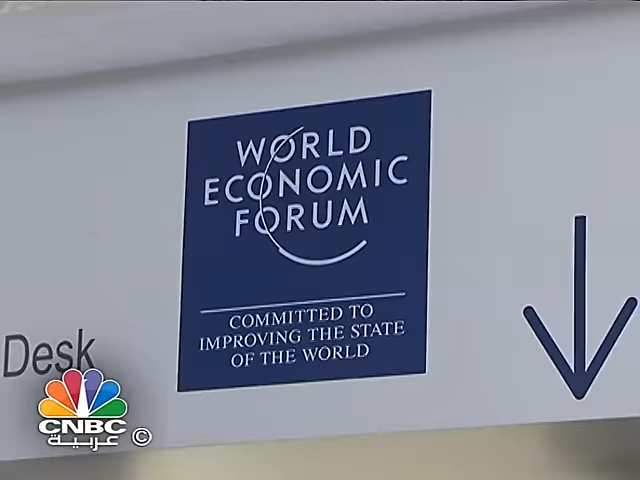 WORLD
ECONOMIC
FORUM
COMMITTED TO
IMPROVING THE STATE
OF THE WORLD
Desk
CNBC
عربية ©